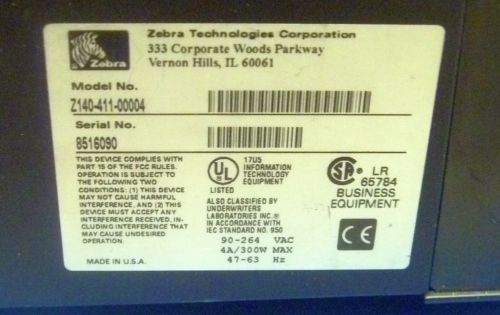 Zebra Technologies Corporation
333 Corporate Woods Parkway
Vernon Hills, IL 60061
Zebra
Model No.
Z140-411-00004
Serial No.
8516090
THIS DEVICE COMPLIES WITH
PART 15 OF THE FCC RULES.
OPERATION IS SUBJECT TO
THE FOLLOWING TWO
CONDITIONS: (1) THIS DEVICE
MAY NOT CAUSE HARMFUL
INTERFERENCE, AND (2) THIS
DEVICE MUST ACCEPT ANY
INTERFERENCE RECEIVED, IN-
CLUDING INTERFERENCE THAT
MAY CAUSE UNDESIRED
OPERATION.
MADE IN U.S.A.
UL
LISTED
17U5
INFORMATION
TECHNOLOGY
EQUIPMENT
ALSO CLASSIFIED BY
UNDERWRITERS
LABORATORIES INC.®
IN ACCORDANCE WITH
IEC STANDARD NO. 950
90-264 VAC
4A/300W MAX
47-63 Hz
SA LR
65784
BUSINESS
EQUIPMENT
CE